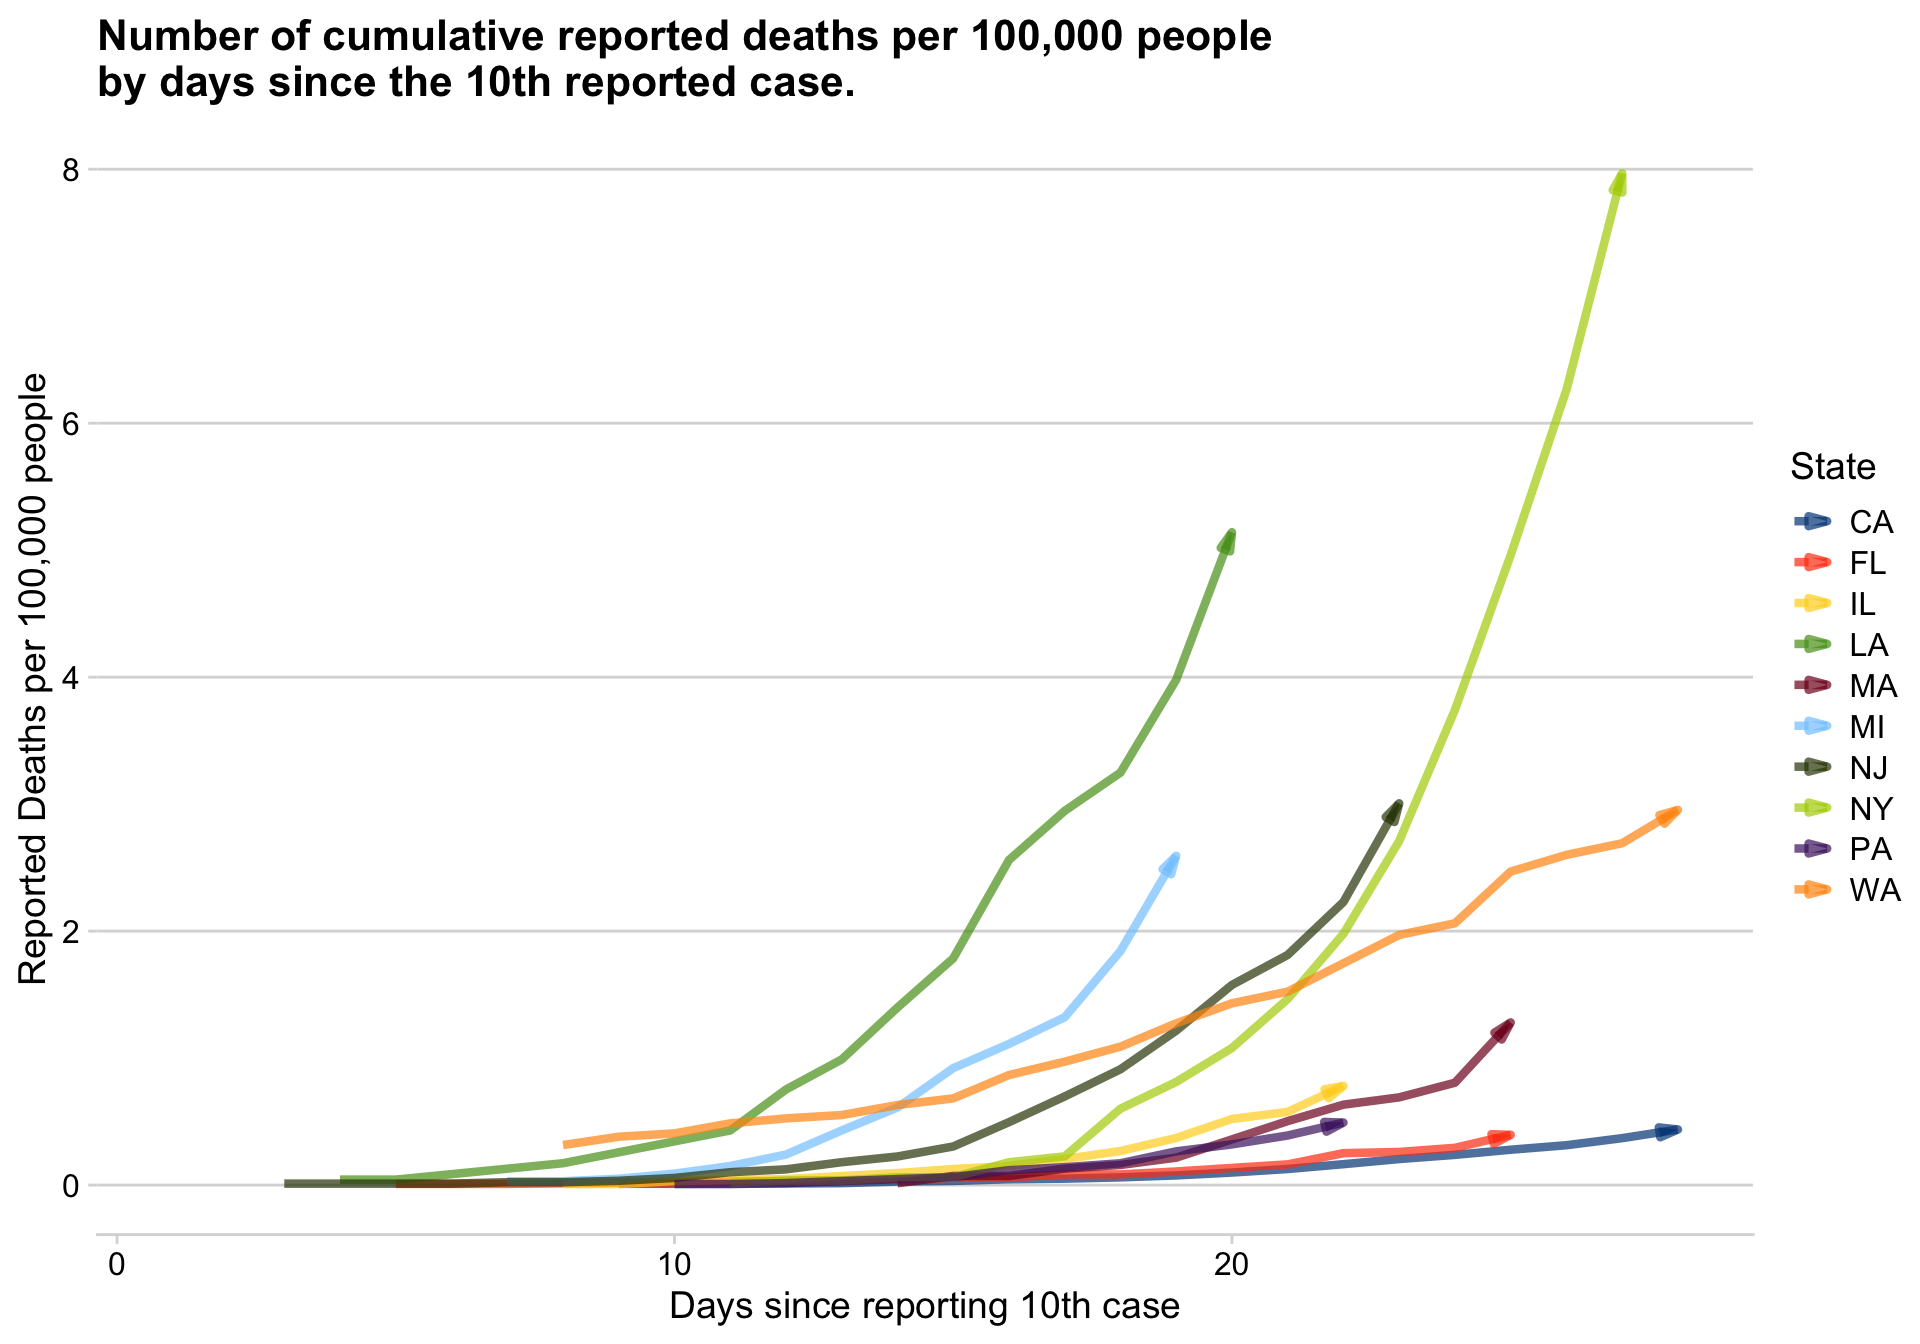 Number of cumulative reported deaths per 100,000 people
by days since the 10th reported case.
Reported Deaths per 100,000 people
8
6
4
2
0
0
10
20
Days since reporting 10th case
State
CA
FL
IL
LA
MA
MI
NJ
NY
PA
WA